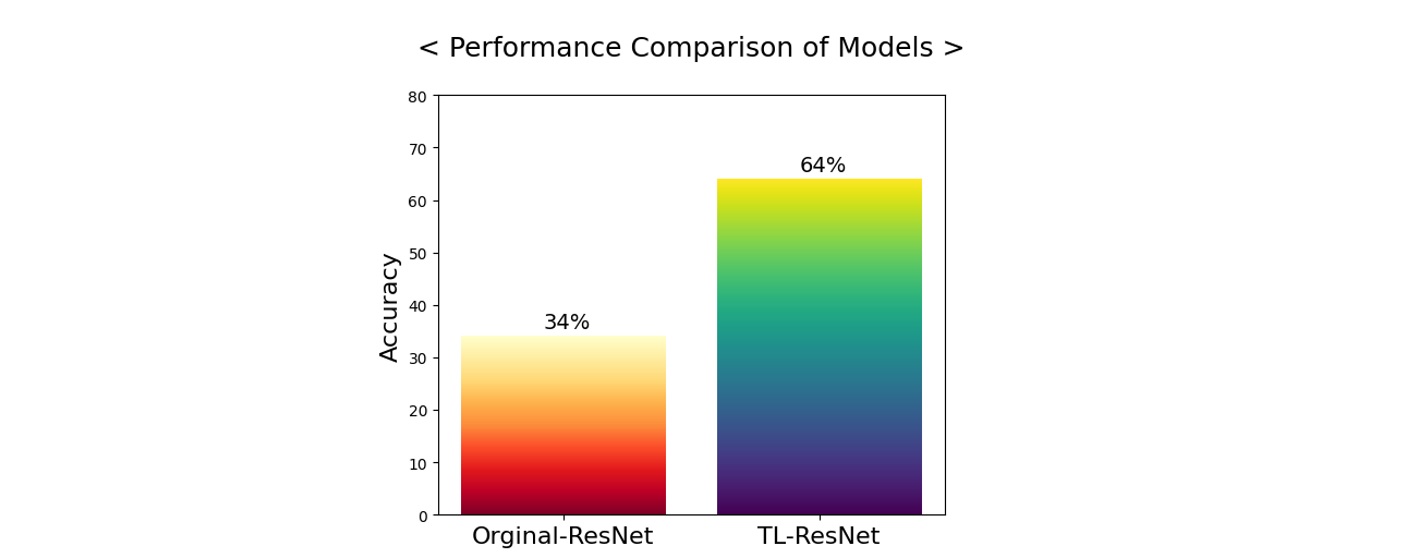 < Performance Comparison of Models >
80
70
60
50
40
30
20
10
0
Accuracy
34%
64%
Orginal-ResNet
TL-ResNet